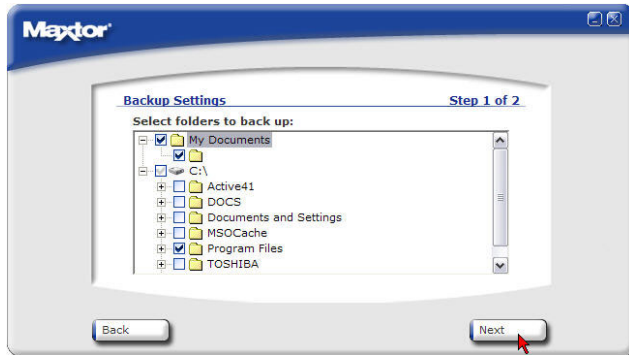 Maxtor
Backup Settings Step 1 of 2
Select folders to back up:
My Documents
C:\
Active41
DOCS
Documents and Settings
MSOCache
Program Files
TOSHIBA
Back Next